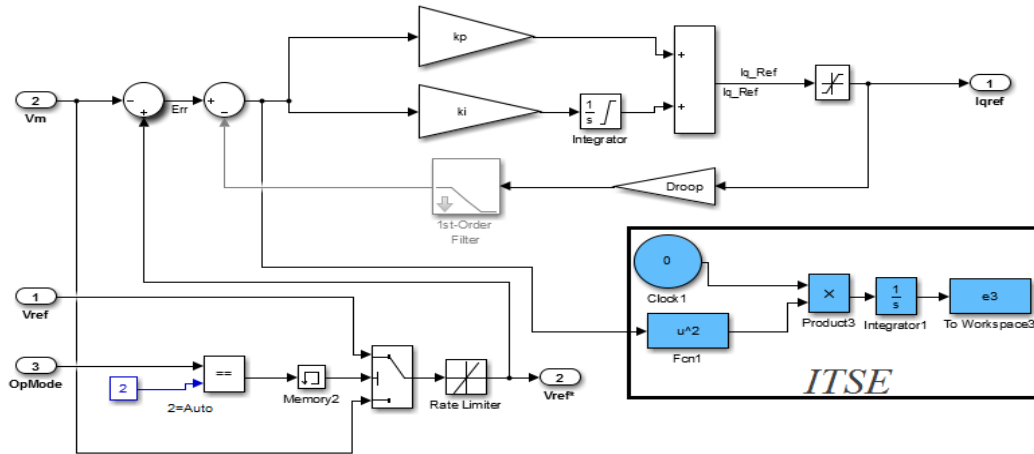 kp
2
Vm
−
+
Err
+
−
ki
1
s
Integrator
+
+
Iq_Ref
Iq_Ref
1
Iqref
Droop
1st-Order
Filter
0
Clock1
×
Product3
1
s
Integrator1
e3
To Workspace3
u^2
Fcn1
ITSE
1
Vref
3
OpMode
2
==
2=Auto
Memory2
Rate Limiter
2
Vref*